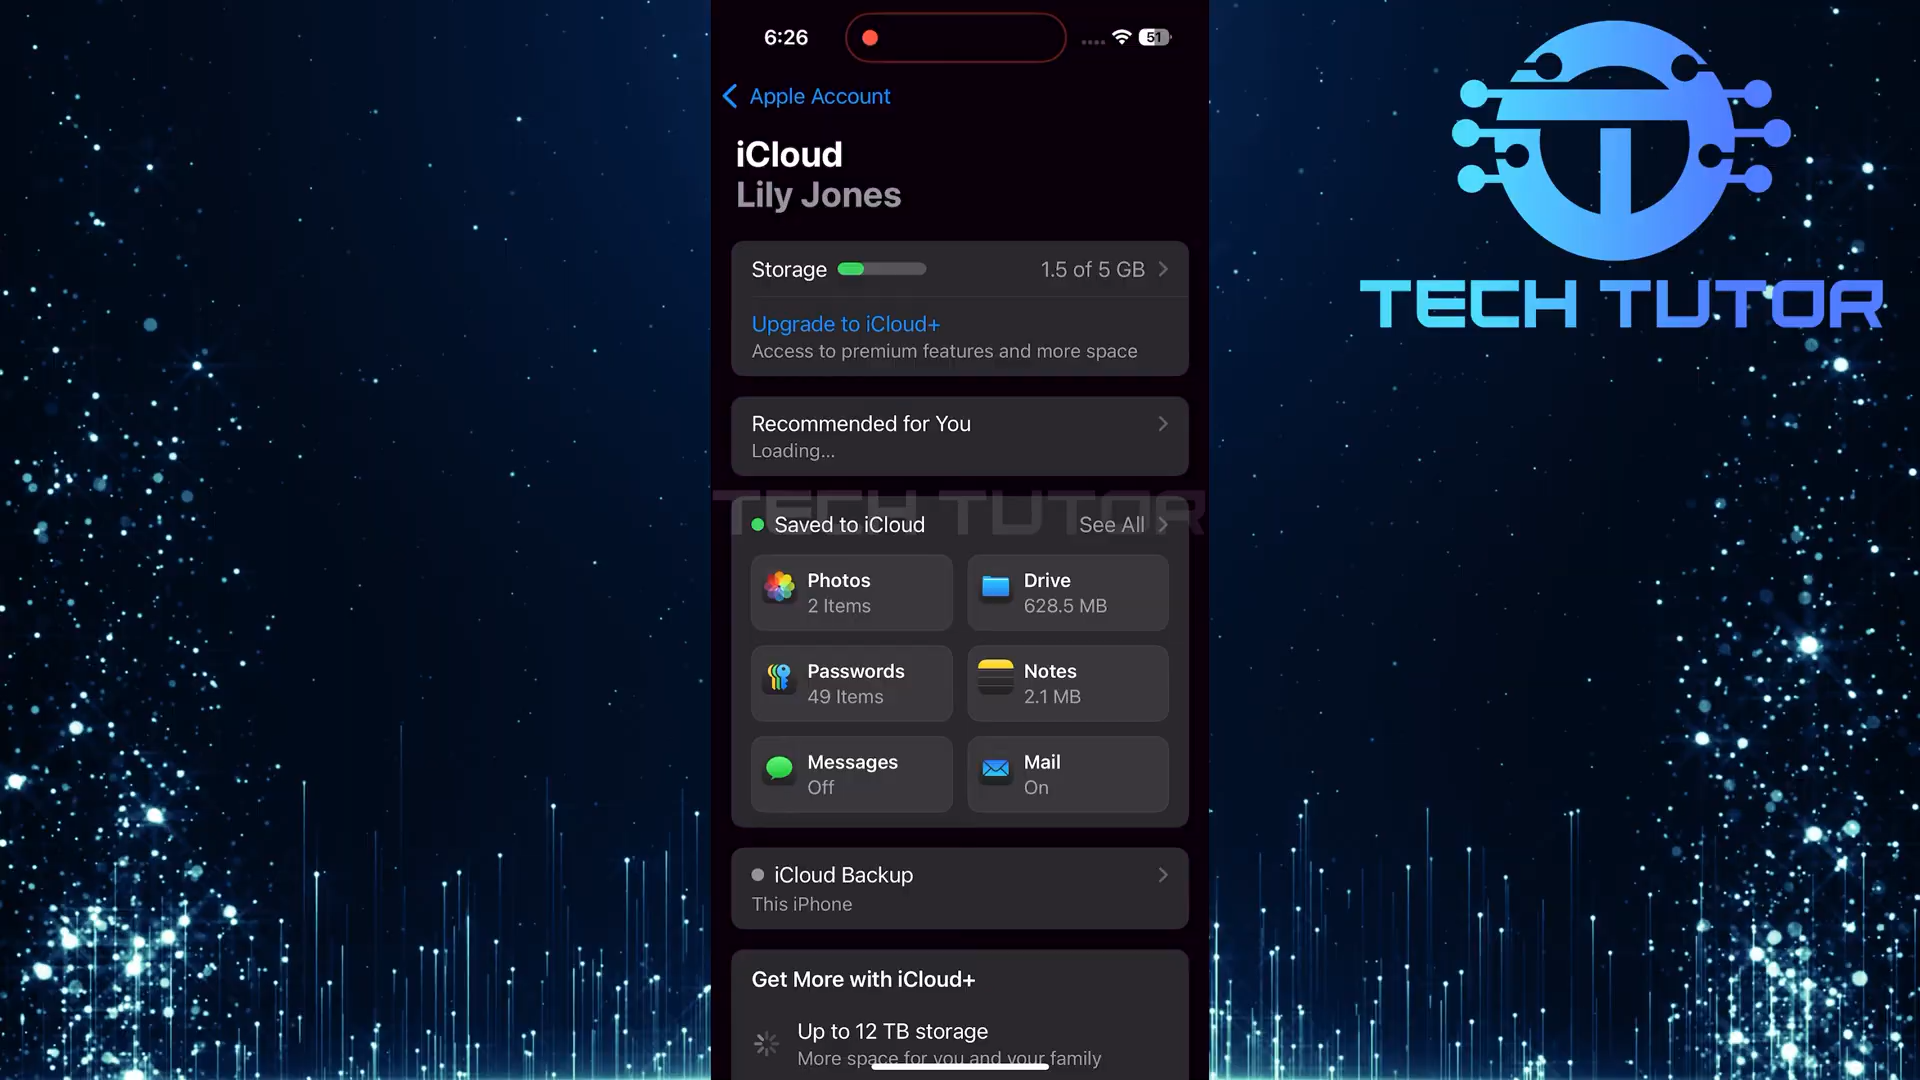 6:26
51
Apple Account
iCloud
Lily Jones
Storage 1.5 of 5 GB
Upgrade to iCloud+
Access to premium features and more space
Recommended for You
Loading...
TECH TUTOR
Saved to iCloud See All
Photos
2 Items
Drive
628.5 MB
Passwords
49 Items
Notes
2.1 MB
Messages
Off
Mail
On
iCloud Backup
This iPhone
Get More with iCloud+
Up to 12 TB storage
More space for you and your family
TECH TUTOR